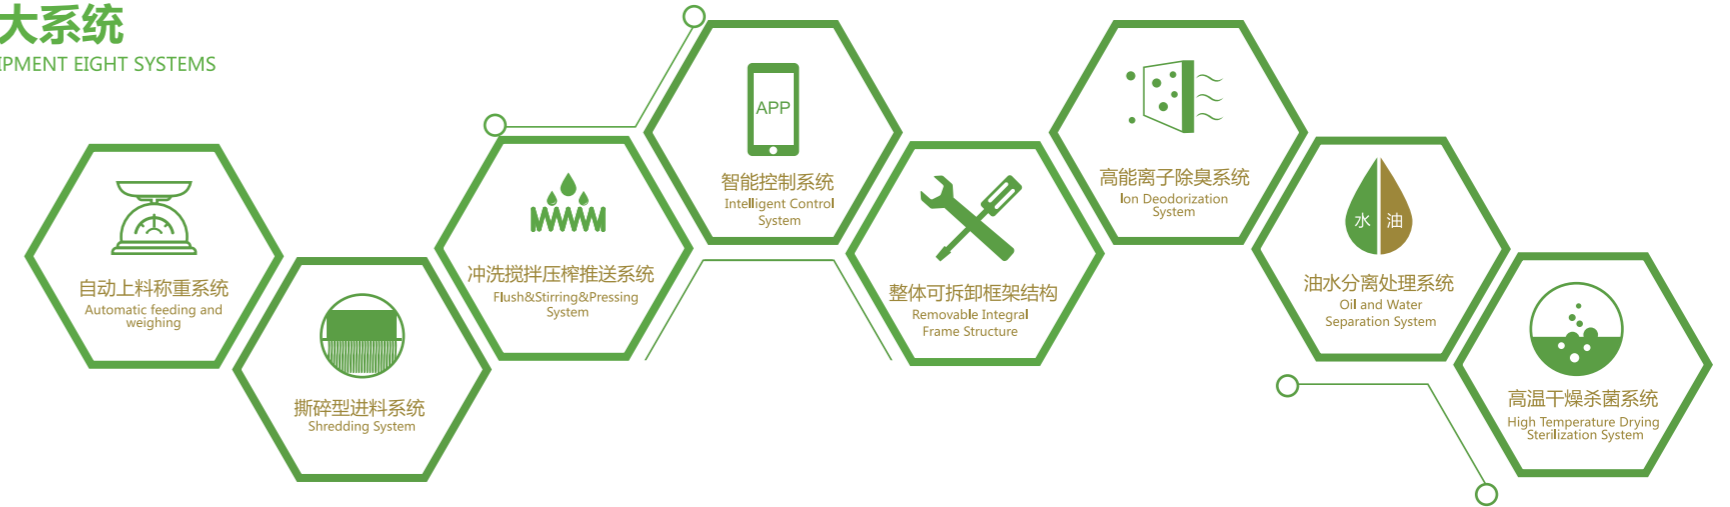 大系统
IPMENT EIGHT SYSTEMS
自动上料称重系统
Automatic feeding and
weighing
撕碎型进料系统
Shredding System
冲洗搅拌压榨推送系统
Flush&Stirring&Pressing
System
APP
智能控制系统
Intelligent Control
System
整体可拆卸框架结构
Removable Integral
Frame Structure
高能离子除臭系统
Ion Deodorization
System
水 油
油水分离处理系统
Oil and Water
Separation System
高温干燥杀菌系统
High Temperature Drying
Sterilization System